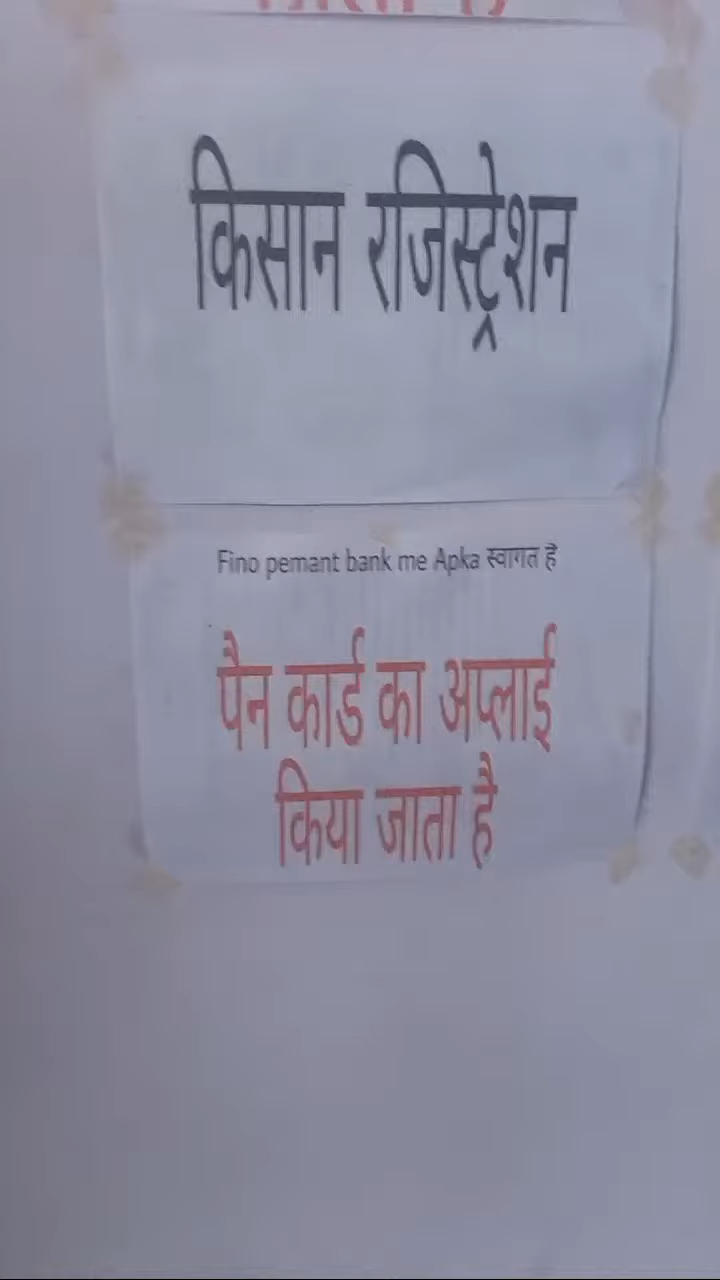 किसान रजिस्ट्रेशन
Fino pemant bank me Apka स्वागत है
पैन कार्ड का अप्लाई
किया जाता है